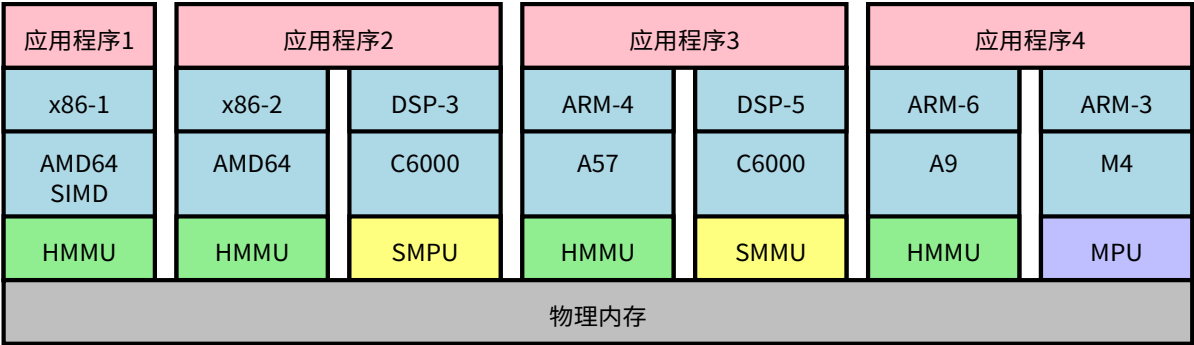 应用程序1 应用程序2 应用程序3 应用程序4
x86-1 x86-2 DSP-3 ARM-4 DSP-5 ARM-6 ARM-3
AMD64 SIMD AMD64 C6000 A57 C6000 A9 M4
HMMU HMMU SMPU HMMU SMMU HMMU MPU
物理内存